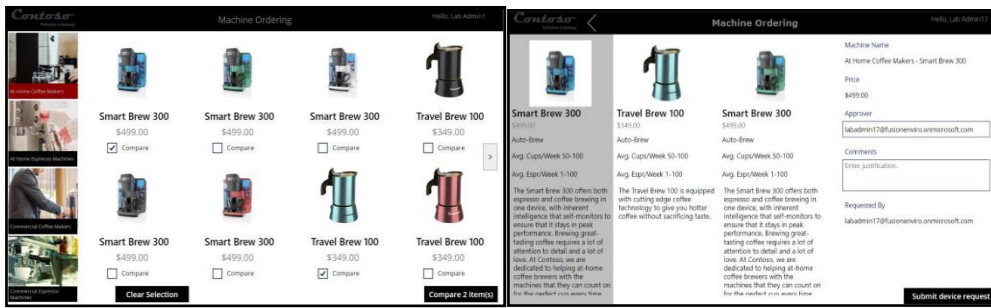 Contoso
Machine Ordering
Hello, Lab Admin1
At Home Coffee Makers
At Home Espresso Machines
Commercial Coffee Makers
Commercial Espresso
Machines
Smart Brew 300
$499.00
Compare
Smart Brew 300
$499.00
Compare
Smart Brew 300
$499.00
Compare
Travel Brew 100
$349.00
Compare
>
Smart Brew 300
$499.00
Compare
Smart Brew 300
$499.00
Compare
Travel Brew 100
$349.00
Compare
Travel Brew 100
$349.00
Compare
Clear Selection
Compare 2 item(s)
Contoso
Machine Ordering
Hello, Lab Admin17
Smart Brew 300
$499.00
Auto-Brew
Avg. Cups/Week 50-100
Avg. Espr/Week 1-100
The Smart Brew 300 offers both
espresso and coffee brewing in
one device, with inherent
intelligence that self-monitors to
ensure that it stays in peak
performance. Brewing great-
tasting coffee requires a lot of
attention to detail and a lot of
love. At Contoso, we are
dedicated to helping at-home
coffee brewers with the
machines that they can count on
for the perfect cup every time.
Travel Brew 100
$349.00
Auto-Brew
Avg. Cups/Week 50-100
Avg. Espr/Week 1-100
The Travel Brew 100 is equipped
with cutting edge coffee
technology to give you hotter
coffee without sacrificing taste.
Smart Brew 300
$499.00
Auto-Brew
Avg. Cups/Week 50-100
Avg. Espr/Week 1-100
The Smart Brew 300 offers both
espresso and coffee brewing in
one device, with inherent
intelligence that self-monitors to
ensure that it stays in peak
performance. Brewing great-
tasting coffee requires a lot of
attention to detail and a lot of
love. At Contoso, we are
dedicated to helping at-home
coffee brewers with the
machines that they can count on
for the perfect cup every time.
Machine Name
At Home Coffee Makers - Smart Brew 300
Price
$499.00
Approver
labadmin17@fusionenviro.onmicrosoft.com
Comments
Enter justification.
Requested By
labadmin17@fusionenviro.onmicrosoft.com
Submit device request